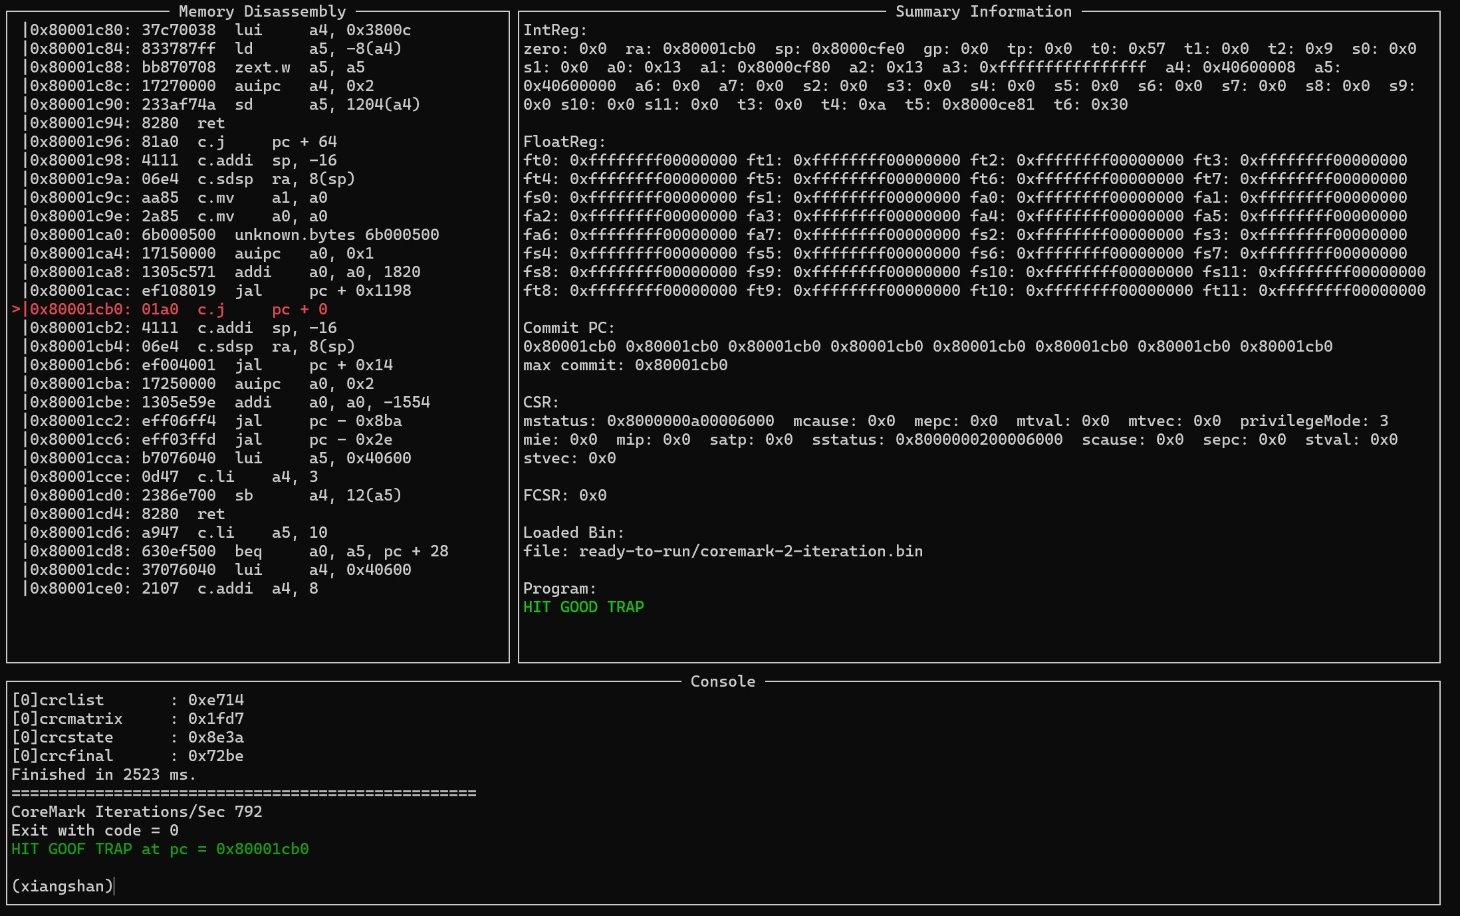 Memory Disassembly
|0x80001c80: 37c70038  lui     a4, 0x3800c
|0x80001c84: 833787ff  ld      a5, -8(a4)
|0x80001c88: bb870708  zext.w  a5, a5
|0x80001c8c: 17270000  auipc   a4, 0x2
|0x80001c90: 233af74a  sd      a5, 1204(a4)
|0x80001c94: 8280  ret
|0x80001c96: 81a0  c.j     pc + 64
|0x80001c98: 4111  c.addi  sp, -16
|0x80001c9a: 06e4  c.sdsp  ra, 8(sp)
|0x80001c9c: aa85  c.mv    a1, a0
|0x80001c9e: 2a85  c.mv    a0, a0
|0x80001ca0: 6b000500  unknown.bytes 6b000500
|0x80001ca4: 17150000  auipc   a0, 0x1
|0x80001ca8: 1305c571  addi    a0, a0, 1820
|0x80001cac: ef108019  jal     pc + 0x1198
>|0x80001cb0: 01a0  c.j     pc + 0
|0x80001cb2: 4111  c.addi  sp, -16
|0x80001cb4: 06e4  c.sdsp  ra, 8(sp)
|0x80001cb6: ef004001  jal     pc + 0x14
|0x80001cba: 17250000  auipc   a0, 0x2
|0x80001cbe: 1305e59e  addi    a0, a0, -1554
|0x80001cc2: eff06ff4  jal     pc - 0x8ba
|0x80001cc6: eff03ffd  jal     pc - 0x2e
|0x80001cca: b7076040  lui     a5, 0x40600
|0x80001cce: 0d47  c.li    a4, 3
|0x80001cd0: 2386e700  sb      a4, 12(a5)
|0x80001cd4: 8280  ret
|0x80001cd6: a947  c.li    a5, 10
|0x80001cd8: 630ef500  beq     a0, a5, pc + 28
|0x80001cdc: 37076040  lui     a4, 0x40600
|0x80001ce0: 2107  c.addi  a4, 8
Summary Information
IntReg:
zero: 0x0  ra: 0x80001cb0  sp: 0x8000cfe0  gp: 0x0  tp: 0x0  t0: 0x57  t1: 0x0  t2: 0x9  s0: 0x0
s1: 0x0  a0: 0x13  a1: 0x8000cf80  a2: 0x13  a3: 0xffffffffffffffff  a4: 0x40600008  a5:
0x40600000  a6: 0x0  a7: 0x0  s2: 0x0  s3: 0x0  s4: 0x0  s5: 0x0  s6: 0x0  s7: 0x0  s8: 0x0  s9:
0x0 s10: 0x0 s11: 0x0  t3: 0x0  t4: 0xa  t5: 0x8000ce81  t6: 0x30
FloatReg:
ft0: 0xffffffff00000000 ft1: 0xffffffff00000000 ft2: 0xffffffff00000000 ft3: 0xffffffff00000000
ft4: 0xffffffff00000000 ft5: 0xffffffff00000000 ft6: 0xffffffff00000000 ft7: 0xffffffff00000000
fs0: 0xffffffff00000000 fs1: 0xffffffff00000000 fa0: 0xffffffff00000000 fa1: 0xffffffff00000000
fa2: 0xffffffff00000000 fa3: 0xffffffff00000000 fa4: 0xffffffff00000000 fa5: 0xffffffff00000000
fa6: 0xffffffff00000000 fa7: 0xffffffff00000000 fs2: 0xffffffff00000000 fs3: 0xffffffff00000000
fs4: 0xffffffff00000000 fs5: 0xffffffff00000000 fs6: 0xffffffff00000000 fs7: 0xffffffff00000000
fs8: 0xffffffff00000000 fs9: 0xffffffff00000000 fs10: 0xffffffff00000000 fs11: 0xffffffff00000000
ft8: 0xffffffff00000000 ft9: 0xffffffff00000000 ft10: 0xffffffff00000000 ft11: 0xffffffff00000000
Commit PC:
0x80001cb0 0x80001cb0 0x80001cb0 0x80001cb0 0x80001cb0 0x80001cb0 0x80001cb0 0x80001cb0
max commit: 0x80001cb0
CSR:
mstatus: 0x8000000a00006000  mcause: 0x0  mepc: 0x0  mtval: 0x0  mtvec: 0x0  privilegeMode: 3
mie: 0x0  mip: 0x0  satp: 0x0  sstatus: 0x8000000200006000  scause: 0x0  sepc: 0x0  stval: 0x0
stvec: 0x0
FCSR: 0x0
Loaded Bin:
file: ready-to-run/coremark-2-iteration.bin
Program:
HIT GOOD TRAP
Console
[0]crclist       : 0xe714
[0]crcmatrix     : 0x1fd7
[0]crcstate      : 0x8e3a
[0]crcfinal      : 0x72be
Finished in 2523 ms.
==================================================
CoreMark Iterations/Sec 792
Exit with code = 0
HIT GOOF TRAP at pc = 0x80001cb0
(xiangshan)